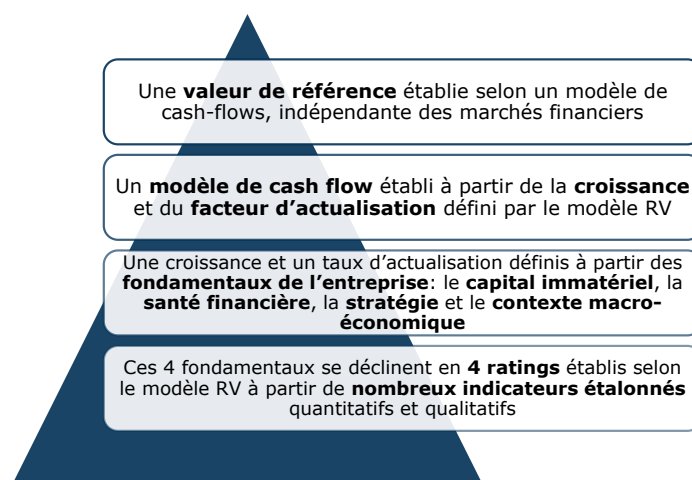 Une valeur de référence établie selon un modèle de
cash-flows, indépendante des marchés financiers
Un modèle de cash flow établi à partir de la croissance
et du facteur d’actualisation défini par le modèle RV
Une croissance et un taux d’actualisation définis à partir des
fondamentaux de l’entreprise: le capital immatériel, la
santé financière, la stratégie et le contexte macro-
économique
Ces 4 fondamentaux se déclinent en 4 ratings établis selon
le modèle RV à partir de nombreux indicateurs étalonnés
quantitatifs et qualitatifs